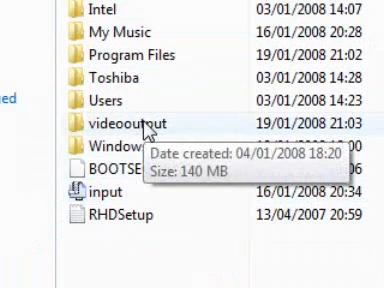 Intel 03/01/2008 14:07
My Music 16/01/2008 20:28
Program Files 19/01/2008 21:02
Toshiba 03/01/2008 14:28
ed Users 03/01/2008 14:23
videooutput 19/01/2008 21:03
Windows
Date created: 04/01/2008 18:20
BOOTSE
Size: 140 MB
input 16/01/2008 20:34
RHDSetup 13/04/2007 20:59